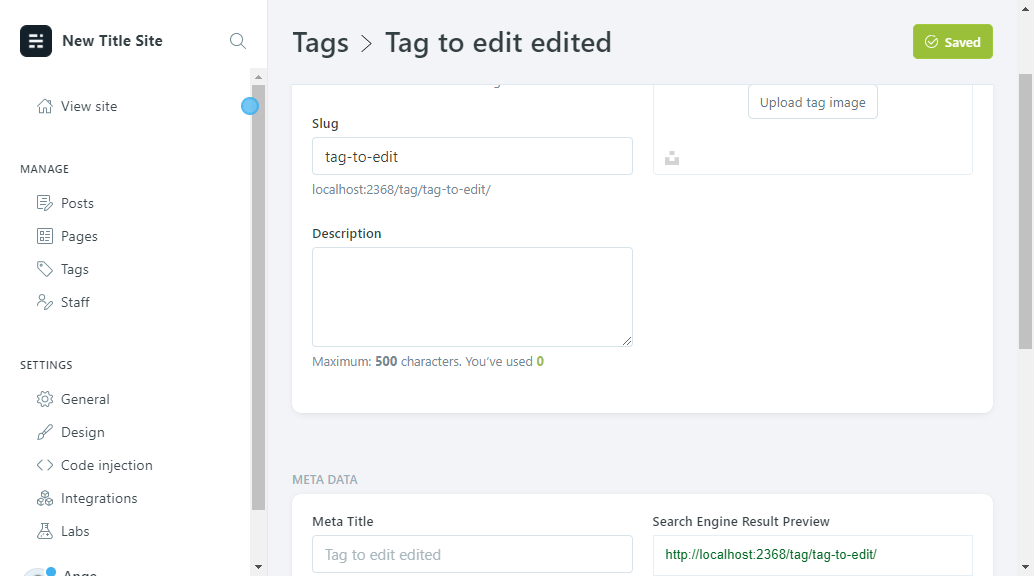 New Title Site
View site
MANAGE
Posts
Pages
Tags
Staff
SETTINGS
General
Design
Code injection
Integrations
Labs
Tags > Tag to edit edited
Saved
Upload tag image
Slug
tag-to-edit
localhost:2368/tag/tag-to-edit/
Description
Maximum: 500 characters. You've used 0
META DATA
Meta Title
Tag to edit edited
Search Engine Result Preview
http://localhost:2368/tag/tag-to-edit/